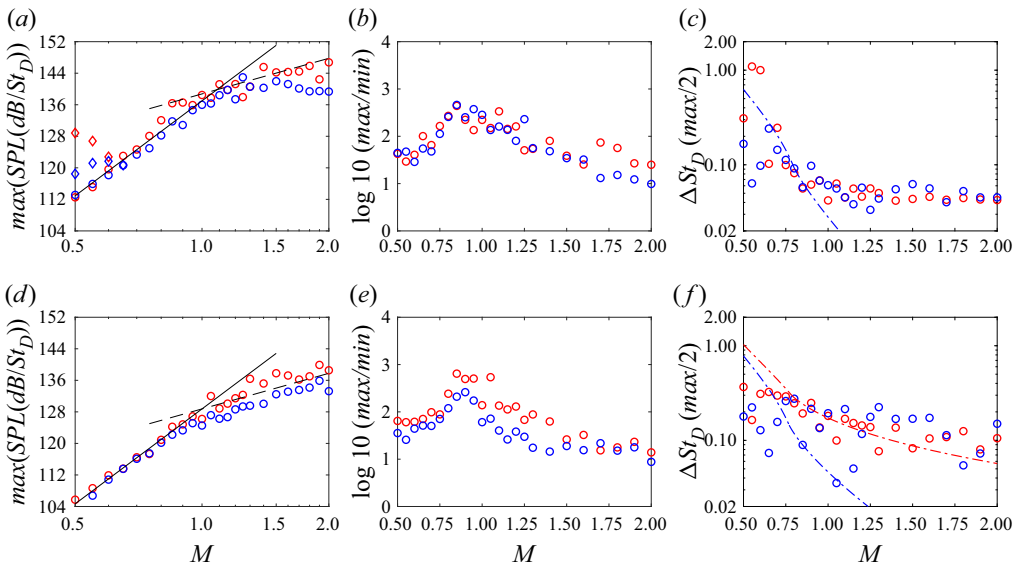 (a)
max(SPL(dB/St_D))
152
144
136
128
120
112
104
0.5
1.0
2.0
(b)
log 10 (max/min)
4
3
2
1
0
0.50 0.75 1.00 1.25 1.50 1.75 2.00
(c)
ΔSt_D (max/2)
2.00
1.00
0.10
0.02
0.50 0.75 1.00 1.25 1.50 1.75 2.00
(d)
max(SPL(dB/St_D))
152
144
136
128
120
112
104
0.5
1.0
2.0
M
(e)
log 10 (max/min)
4
3
2
1
0
0.50 0.75 1.00 1.25 1.50 1.75 2.00
M
(f)
ΔSt_D (max/2)
2.00
1.00
0.10
0.02
0.50 0.75 1.00 1.25 1.50 1.75 2.00
M